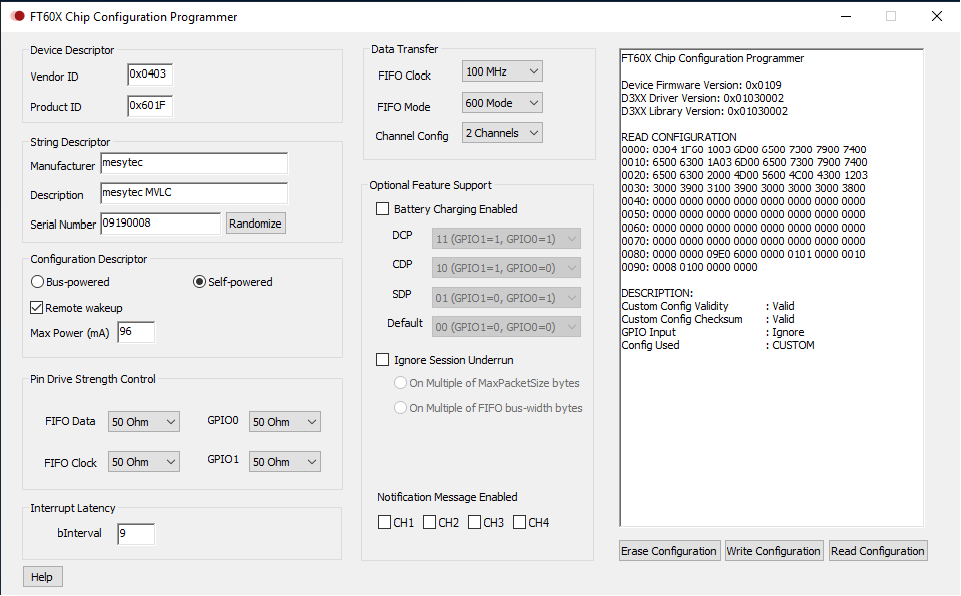 FT60X Chip Configuration Programmer
Device Descriptor
Vendor ID 0x0403
Product ID 0x601F
String Descriptor
Manufacturer mesytec
Description mesytec MVLC
Serial Number 09190008 Randomize
Configuration Descriptor
Bus-powered Self-powered
Remote wakeup
Max Power (mA) 96
Pin Drive Strength Control
FIFO Data 50 Ohm GPIO0 50 Ohm
FIFO Clock 50 Ohm GPIO1 50 Ohm
Interrupt Latency
bInterval 9
Help
Data Transfer
FIFO Clock 100 MHz
FIFO Mode 600 Mode
Channel Config 2 Channels
Optional Feature Support
Battery Charging Enabled
DCP 11 (GPIO1=1, GPIO0=1)
CDP 10 (GPIO1=1, GPIO0=0)
SDP 01 (GPIO1=0, GPIO0=1)
Default 00 (GPIO1=0, GPIO0=0)
Ignore Session Underrun
On Multiple of MaxPacketSize bytes
On Multiple of FIFO bus-width bytes
Notification Message Enabled
CH1 CH2 CH3 CH4
FT60X Chip Configuration Programmer
Device Firmware Version: 0x0109
D3XX Driver Version: 0x01030002
D3XX Library Version: 0x01030002
READ CONFIGURATION
0000: 0304 1F60 1003 6D00 6500 7300 7900 7400
0010: 6500 6300 1A03 6D00 6500 7300 7900 7400
0020: 6500 6300 2000 4D00 5600 4C00 4300 1203
0030: 3000 3900 3100 3900 3000 3000 3000 3800
0040: 0000 0000 0000 0000 0000 0000 0000 0000
0050: 0000 0000 0000 0000 0000 0000 0000 0000
0060: 0000 0000 0000 0000 0000 0000 0000 0000
0070: 0000 0000 0000 0000 0000 0000 0000 0000
0080: 0000 0000 09E0 6000 0000 0101 0000 0010
0090: 0008 0100 0000 0000
DESCRIPTION:
Custom Config Validity : Valid
Custom Config Checksum : Valid
GPIO Input : Ignore
Config Used : CUSTOM
Erase Configuration Write Configuration Read Configuration